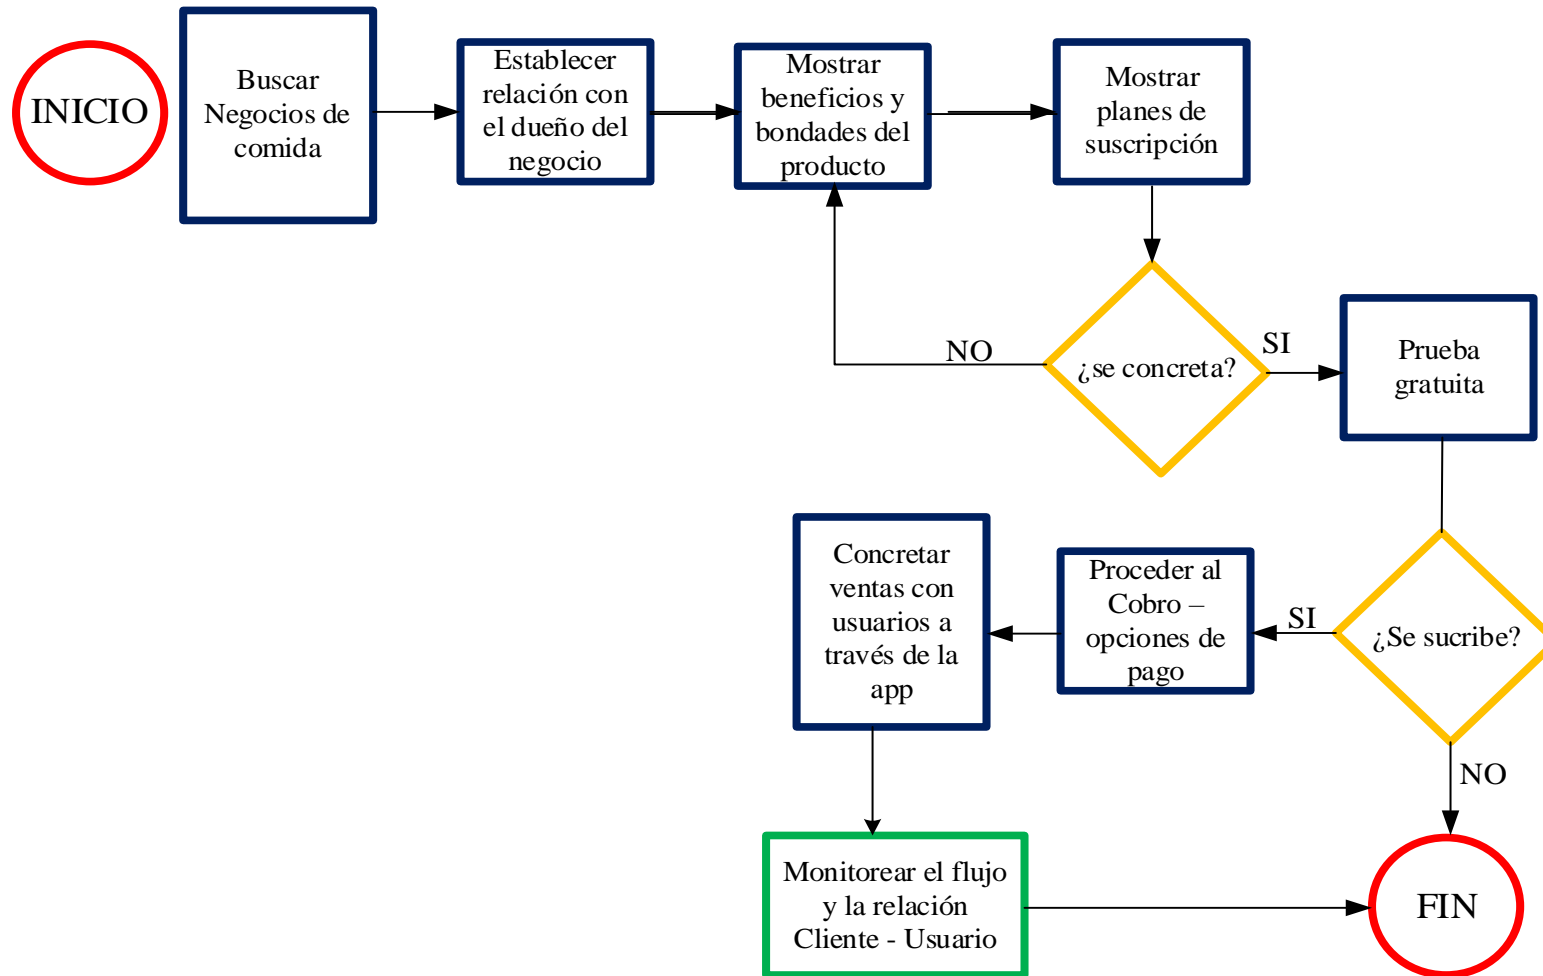 INICIO
Buscar
Negocios de
comida
Establecer
relación con
el dueño del
negocio
Mostrar
beneficios y
bondades del
producto
Mostrar
planes de
suscripción
¿se concreta?
NO
SI
Prueba
gratuita
¿Se sucribe?
SI
NO
Proceder al
Cobro –
opciones de
pago
Concretar
ventas con
usuarios a
través de la
app
Monitorear el flujo
y la relación
Cliente - Usuario
FIN